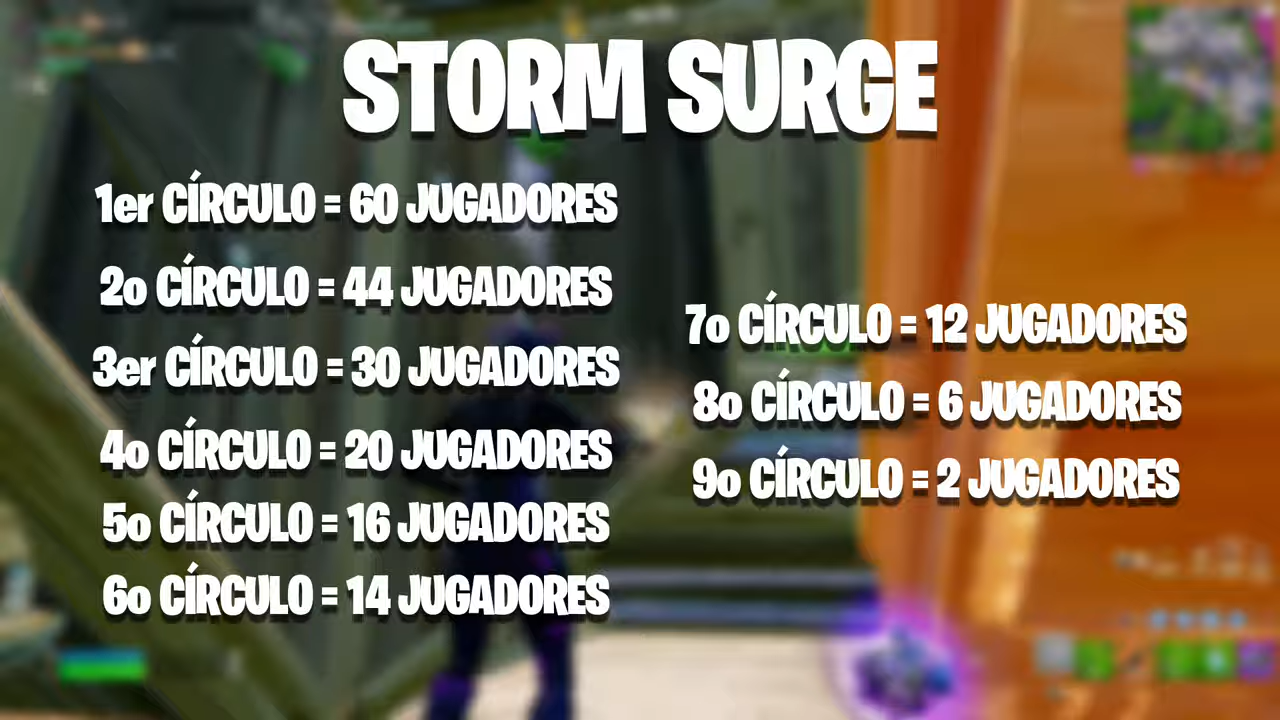 STORM SURGE
1er CÍRCULO = 60 JUGADORES
2o CÍRCULO = 44 JUGADORES
3er CÍRCULO = 30 JUGADORES
4o CÍRCULO = 20 JUGADORES
5o CÍRCULO = 16 JUGADORES
6o CÍRCULO = 14 JUGADORES
7o CÍRCULO = 12 JUGADORES
8o CÍRCULO = 6 JUGADORES
9o CÍRCULO = 2 JUGADORES